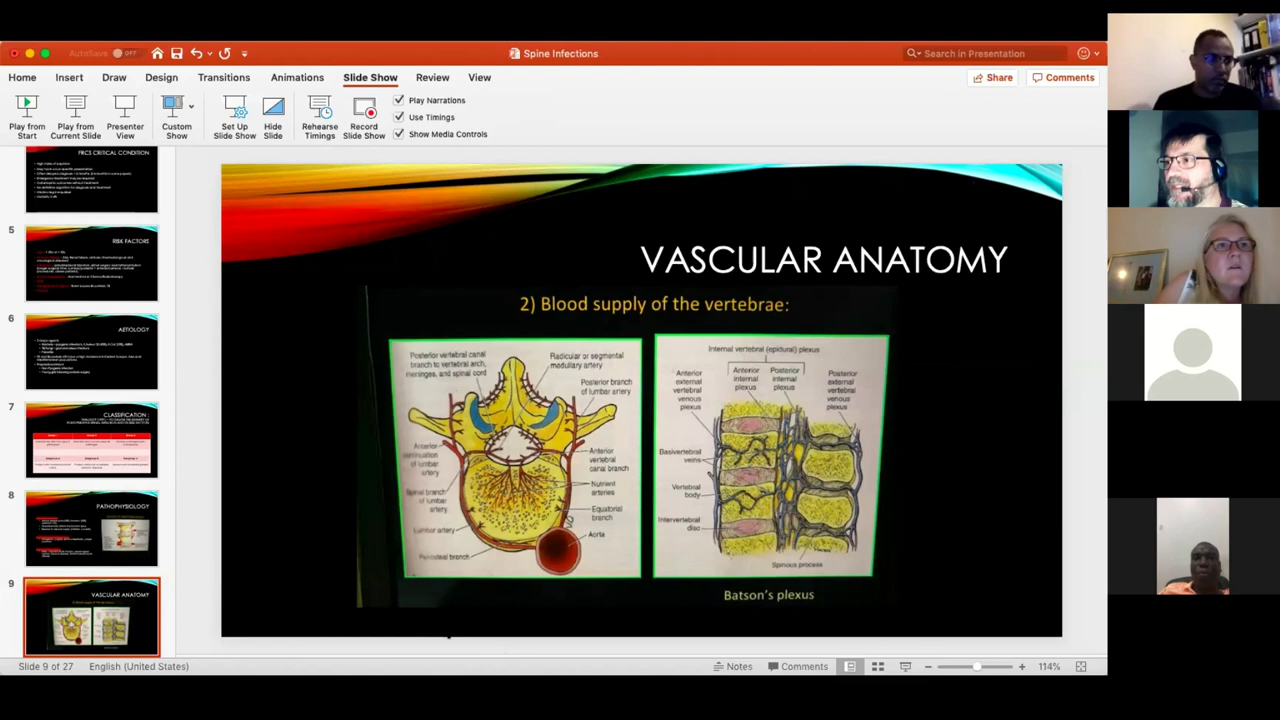 AutoSave OFF
Spine Infections
Search in Presentation
Home Insert Draw Design Transitions Animations Slide Show Review View
Share Comments
Play from Start
Play from Current Slide
Presenter View
Custom Show
Set Up Slide Show
Hide Slide
Rehearse Timings
Record Slide Show
Play Narrations
Use Timings
Show Media Controls
FRCS CRITICAL CONDITION
5
RISK FACTORS
6
AETIOLOGY
7
CLASSIFICATION :
8
PATHOPHYSIOLOGY
9
VASCULAR ANATOMY
VASCULAR ANATOMY
2) Blood supply of the vertebrae:
Posterior vertebral canal
branch to vertebral arch,
meninges, and spinal cord
Radicular or segmental
medullary artery
Posterior branch
of lumbar artery
Anterior
continuation
of lumbar
artery
Spinal branch
of lumbar
artery
Lumbar artery
Periosteal branch
Anterior
vertebral
canal branch
Nutrient
arteries
Equatorial
branch
Aorta
Internal vertebral (epidural) plexus
Anterior
external
vertebral
venous
plexus
Anterior
internal
plexus
Posterior
internal
plexus
Posterior
external
vertebral
venous
plexus
Basivertebral
veins
Vertebral
body
Intervertebral
disc
Spinous process
Batson's plexus
Slide 9 of 27 English (United States)
Notes Comments 114%